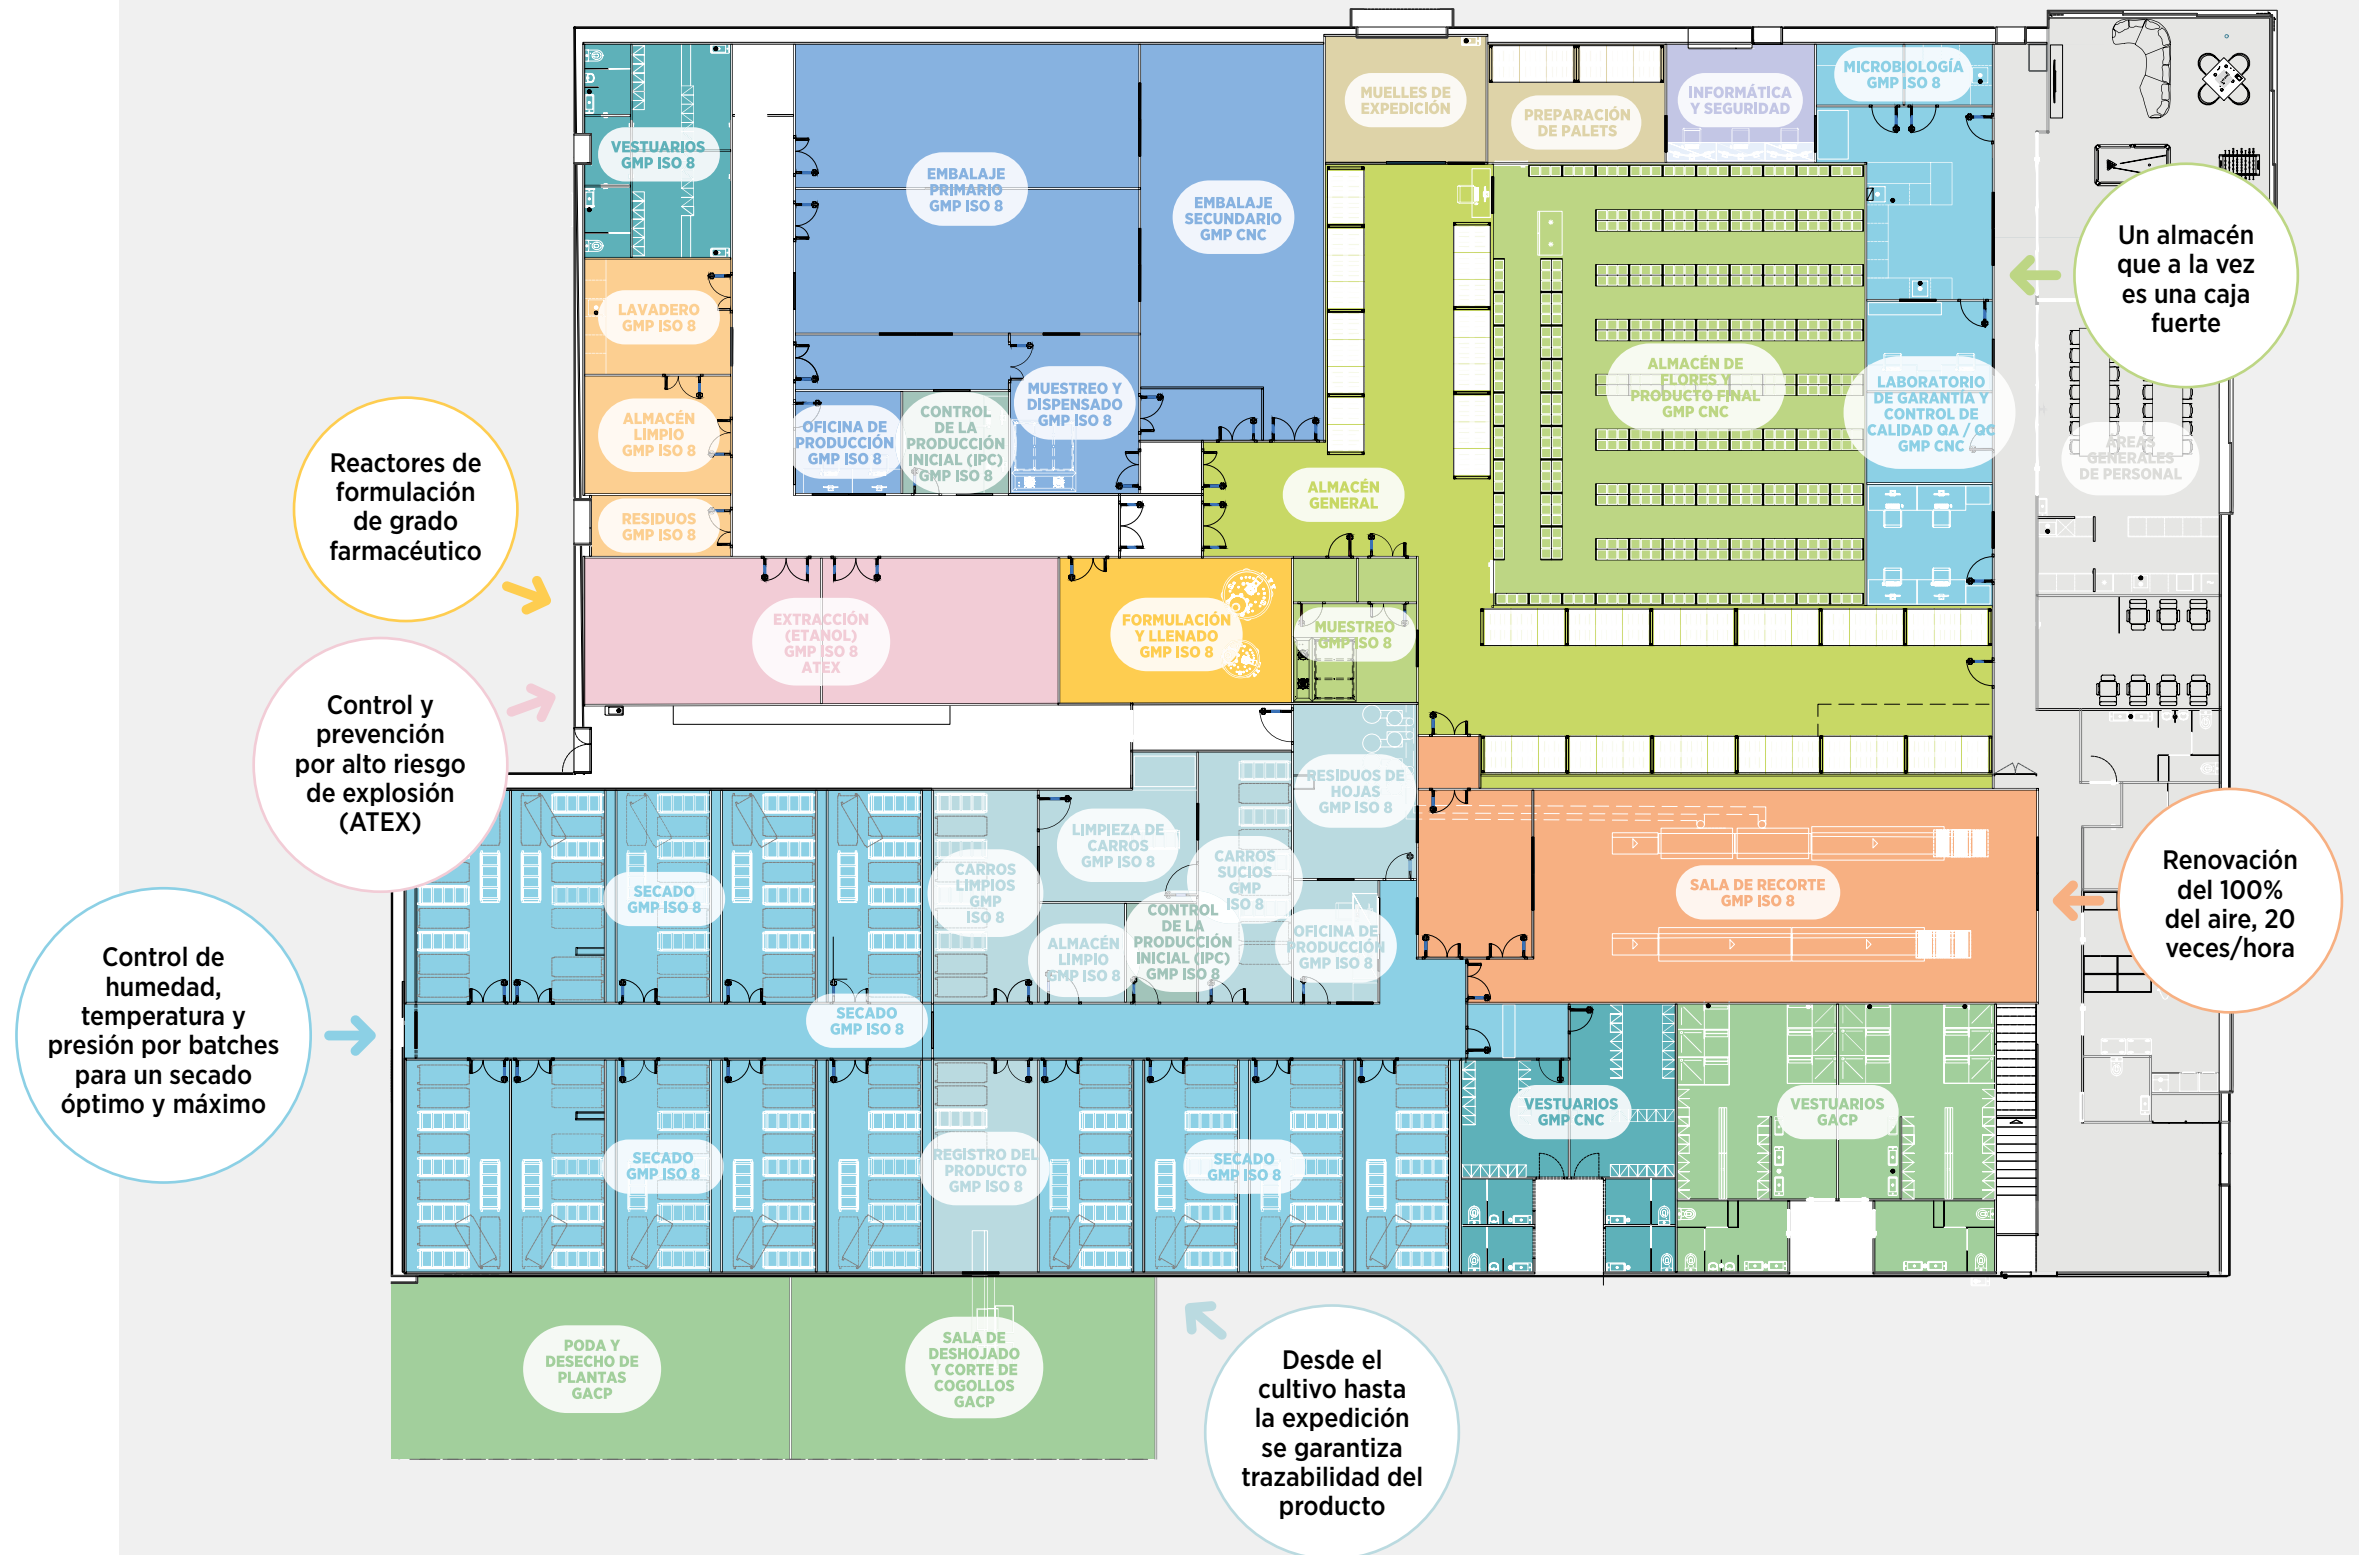 MICROBIOLOGÍA
GMP ISO 8
MUELLES DE
EXPEDICIÓN
INFORMÁTICA
Y SEGURIDAD
PREPARACIÓN
DE PALETS
VESTUARIOS
GMP ISO 8
EMBALAJE
PRIMARIO
GMP ISO 8
EMBALAJE
SECUNDARIO
GMP CNC
Un almacén
que a la vez
es una caja
fuerte
LAVADERO
GMP ISO 8
ALMACÉN DE
FLORES Y
PRODUCTO FINAL
GMP CNC
LABORATORIO
DE GARANTÍA Y
CONTROL DE
CALIDAD QA / QC
GMP CNC
MUESTREO Y
DISPENSADO
GMP ISO 8
ALMACÉN
LIMPIO
GMP ISO 8
OFICINA DE
PRODUCCIÓN
GMP ISO 8
CONTROL
DE LA
PRODUCCIÓN
INICIAL (IPC)
GMP ISO 8
ÁREAS
GENERALES
DE PERSONAL
Reactores de
formulación
de grado
farmacéutico
ALMACÉN
GENERAL
RESIDUOS
GMP ISO 8
EXTRACCIÓN
(ETANOL)
GMP ISO 8
ATEX
FORMULACIÓN
Y LLENADO
GMP ISO 8
MUESTREO
GMP ISO 8
Control y
prevención
por alto riesgo
de explosión
(ATEX)
RESIDUOS DE
HOJAS
GMP ISO 8
LIMPIEZA DE
CARROS
GMP ISO 8
CARROS
LIMPIOS
GMP
ISO 8
CARROS
SUCIOS
GMP
ISO 8
SECADO
GMP ISO 8
SALA DE RECORTE
GMP ISO 8
Renovación
del 100%
del aire, 20
veces/hora
CONTROL
DE LA
PRODUCCIÓN
INICIAL (IPC)
GMP ISO 8
ALMACÉN
LIMPIO
GMP ISO 8
OFICINA DE
PRODUCCIÓN
GMP ISO 8
Control de
humedad,
temperatura y
presión por batches
para un secado
óptimo y máximo
SECADO
GMP ISO 8
VESTUARIOS
GMP CNC
VESTUARIOS
GACP
SECADO
GMP ISO 8
REGISTRO DEL
PRODUCTO
GMP ISO 8
SECADO
GMP ISO 8
PODA Y
DESECHO DE
PLANTAS
GACP
SALA DE
DESHOJADO
Y CORTE DE
COGOLLOS
GACP
Desde el
cultivo hasta
la expedición
se garantiza
trazabilidad del
producto